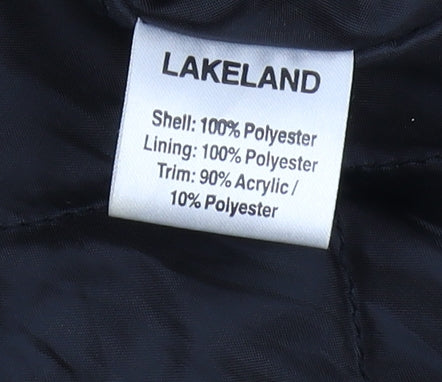 LAKELAND
Shell: 100% Polyester
Lining: 100% Polyester
Trim: 90% Acrylic /
10% Polyester